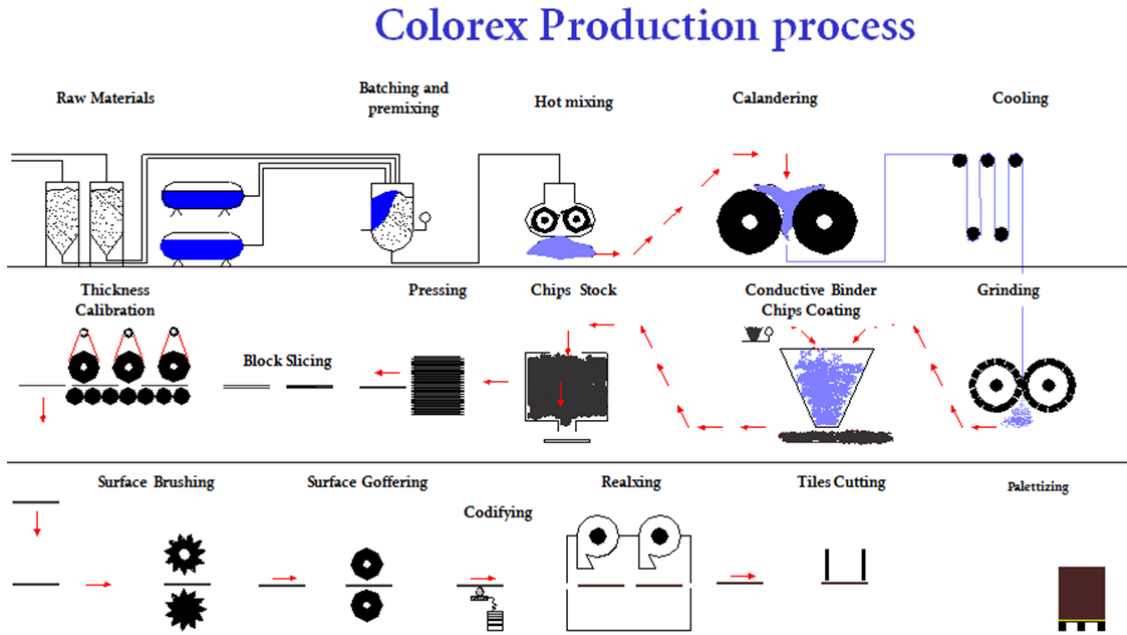 Colorex Production process
Raw Materials
Batching and
premixing
Hot mixing
Calandering
Cooling
Thickness
Calibration
Block Slicing
Pressing
Chips Stock
Conductive Binder
Chips Coating
Grinding
Surface Brushing
Surface Goffering
Codifying
Realxing
Tiles Cutting
Palettizing